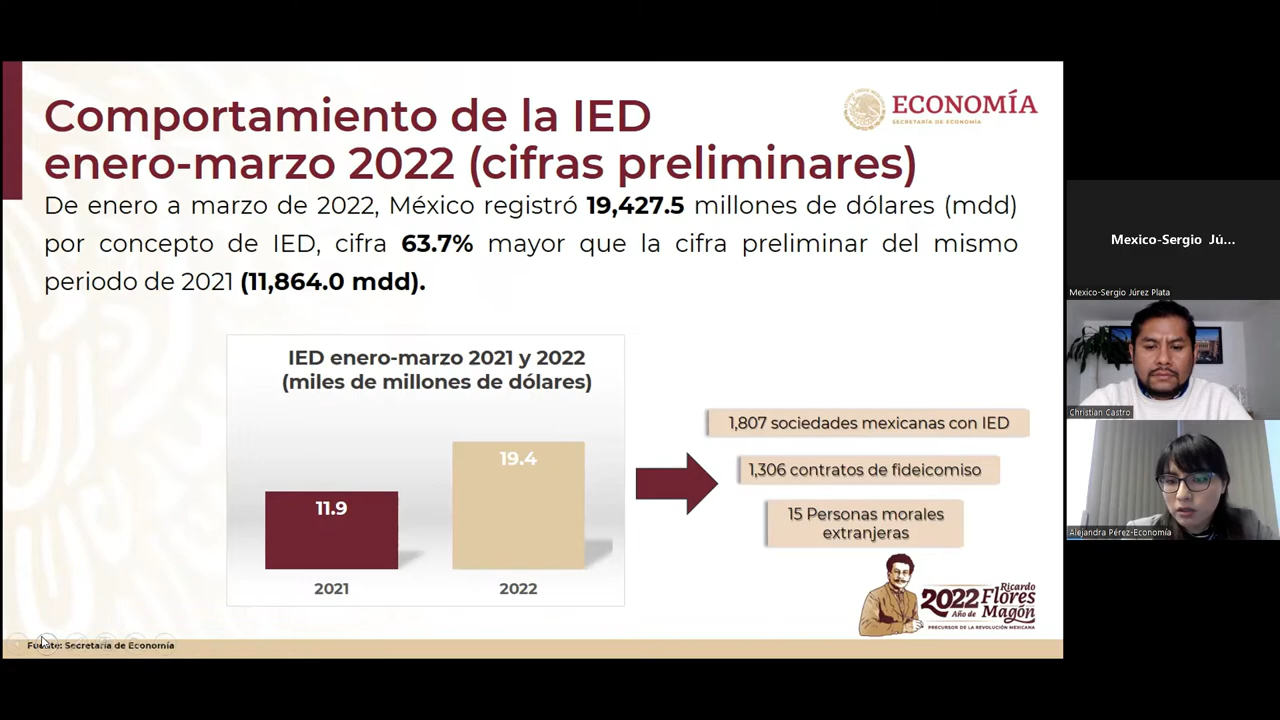 Comportamiento de la IED
enero-marzo 2022 (cifras preliminares)
ECONOMÍA
SECRETARÍA DE ECONOMÍA
De enero a marzo de 2022, México registró 19,427.5 millones de dólares (mdd)
por concepto de IED, cifra 63.7% mayor que la cifra preliminar del mismo
periodo de 2021 (11,864.0 mdd).
IED enero-marzo 2021 y 2022
(miles de millones de dólares)
11.9
19.4
2021
2022
1,807 sociedades mexicanas con IED
1,306 contratos de fideicomiso
15 Personas morales
extranjeras
2022
Año de
Ricardo
Flores
Magón
PRECURSOR DE LA REVOLUCIÓN MEXICANA
Fuente: Secretaría de Economía
Mexico-Sergio Jú...
Mexico-Sergio Júrez Plata
Christian Castro
Alejandra Pérez-Economía